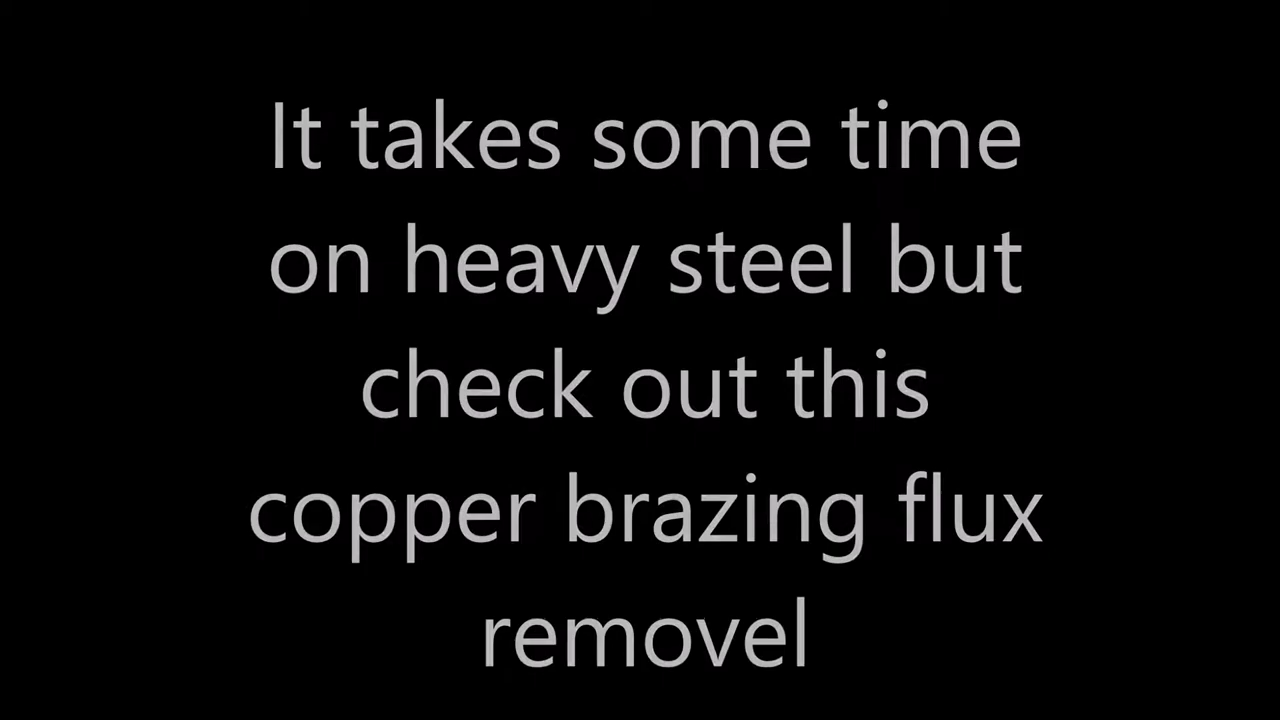 It takes some time
on heavy steel but
check out this
copper brazing flux
removel